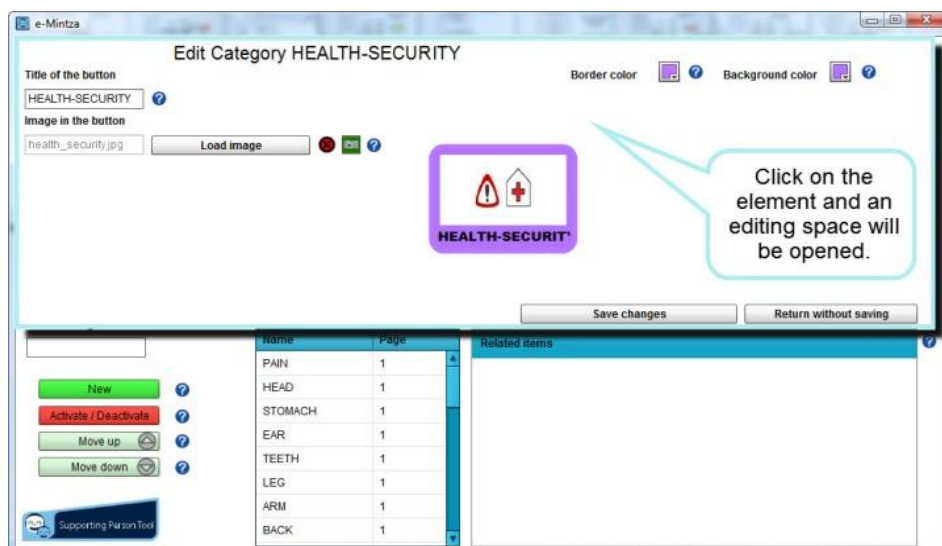 e-Mintza
Edit Category HEALTH-SECURITY
Title of the button
Border color
Background color
HEALTH-SECURITY
Image in the button
health_security.jpg
Load image
Click on the
element and an
editing space will
be opened.
HEALTH-SECURIT
Save changes
Return without saving
Name Page
Related items
PAIN 1
HEAD 1
STOMACH 1
EAR 1
TEETH 1
LEG 1
ARM 1
BACK 1
New
Activate / Deactivate
Move up
Move down
Supporting Person Tool